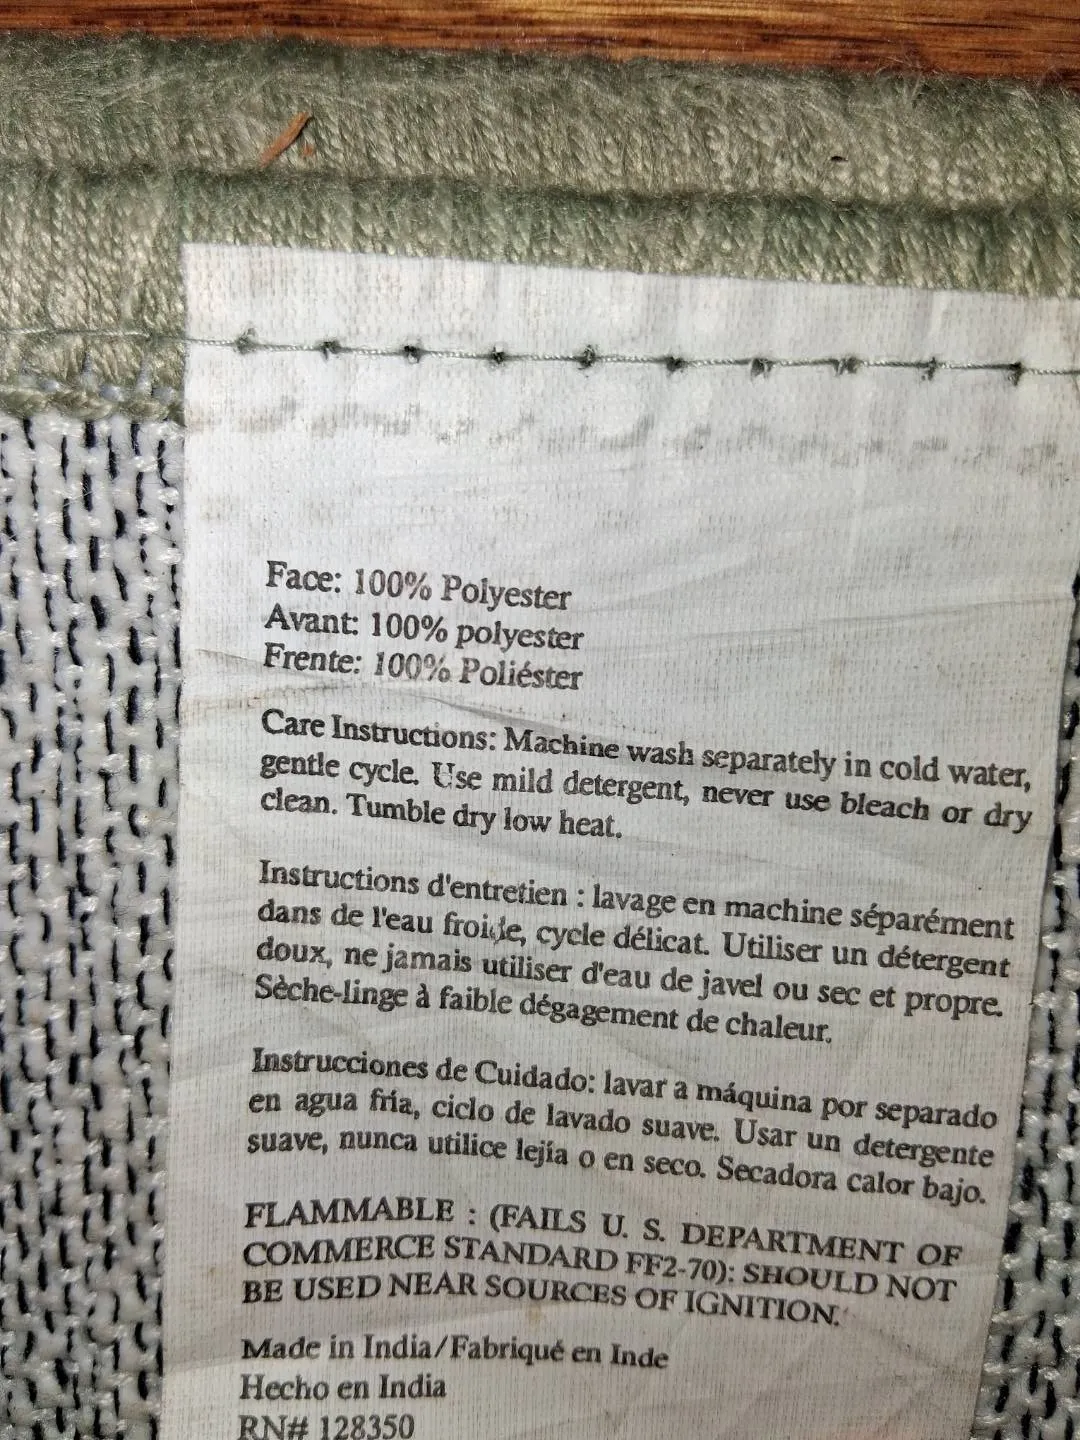 Face: 100% Polyester
Avant: 100% polyester
Frente: 100% Poliéster
Care Instructions: Machine wash separately in cold water,
gentle cycle. Use mild detergent, never use bleach or dry
clean. Tumble dry low heat.
Instructions d'entretien : lavage en machine séparément
dans de l'eau froide, cycle délicat. Utiliser un détergent
doux, ne jamais utiliser d'eau de javel ou sec et propre.
Sèche-linge à faible dégagement de chaleur.
Instrucciones de Cuidado: lavar a máquina por separado
en agua fría, ciclo de lavado suave. Usar un detergente
suave, nunca utilice lejía o en seco. Secadora calor bajo.
FLAMMABLE : (FAILS U. S. DEPARTMENT OF
COMMERCE STANDARD FF2-70): SHOULD NOT
BE USED NEAR SOURCES OF IGNITION.
Made in India/Fabriqué en Inde
Hecho en India
RN# 128350